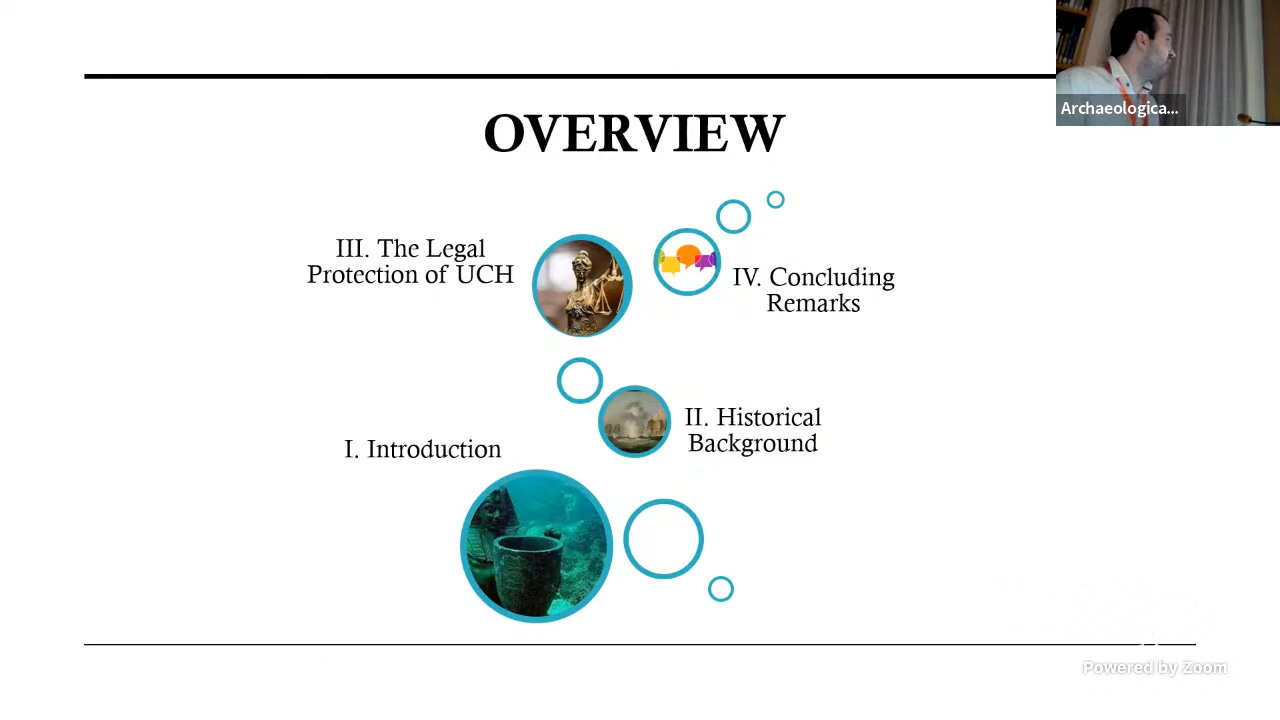 Archaeologica...
OVERVIEW
III. The Legal
Protection of UCH
IV. Concluding
Remarks
II. Historical
Background
I. Introduction
Powered by Zoom